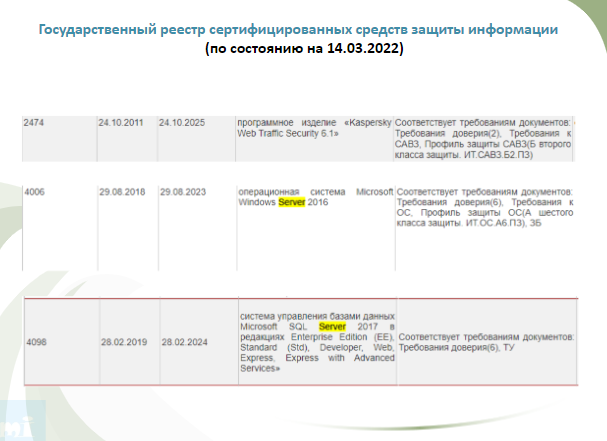 Государственный реестр сертифицированных средств защиты информации
(по состоянию на 14.03.2022)
2474 24.10.2011 24.10.2025 программное изделие «Kaspersky Соответствует требованиям документов:
Web Traffic Security 6.1» Требования доверия(2), Требования к
САВЗ, Профиль защиты САВЗ(Б второго
класса защиты. ИТ.САВЗ.Б2.ПЗ)
4006 29.08.2018 29.08.2023 операционная система Microsoft Соответствует требованиям документов:
Windows Server 2016 Требования доверия(6), Требования к
ОС, Профиль защиты ОС(А шестого
класса защиты. ИТ.ОС.А6.ПЗ), ЗБ
система управления базами данных
Microsoft SQL Server 2017 в
4098 28.02.2019 28.02.2024 редакциях Enterprise Edition (EE), Соответствует требованиям документов:
Standard (Std), Developer, Web, Требования доверия(6), ТУ
Express, Express with Advanced
Services»